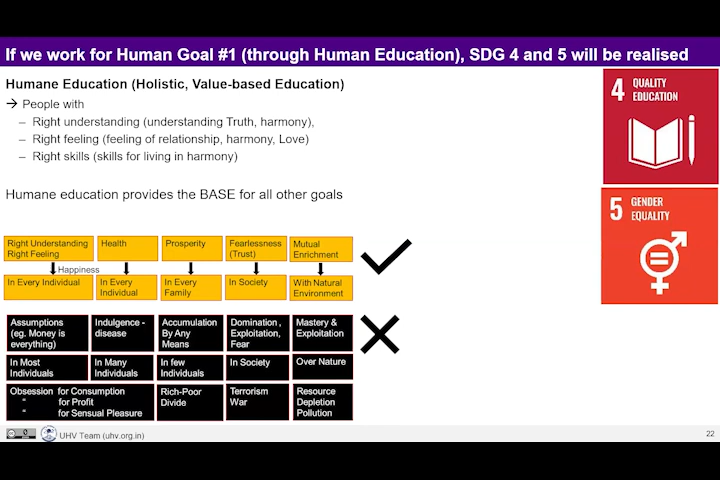 If we work for Human Goal #1 (through Human Education), SDG 4 and 5 will be realised
Humane Education (Holistic, Value-based Education)
→ People with
– Right understanding (understanding Truth, harmony),
– Right feeling (feeling of relationship, harmony, Love)
– Right skills (skills for living in harmony)
Humane education provides the BASE for all other goals
4 QUALITY
EDUCATION
5 GENDER
EQUALITY
Right Understanding
Right Feeling
Health
Prosperity
Fearlessness
(Trust)
Mutual
Enrichment
Happiness
In Every Individual
In Every
Individual
In Every
Family
In Society
With Natural
Environment
Assumptions
(eg. Money is
everything)
Indulgence -
disease
Accumulation
By Any
Means
Domination ,
Exploitation,
Fear
Mastery &
Exploitation
In Most
Individuals
In Many
Individuals
In few
Individuals
In Society
Over Nature
Obsession for Consumption
“ for Profit
“ for Sensual Pleasure
Rich-Poor
Divide
Terrorism
War
Resource
Depletion
Pollution
UHV Team (uhv.org.in)
22